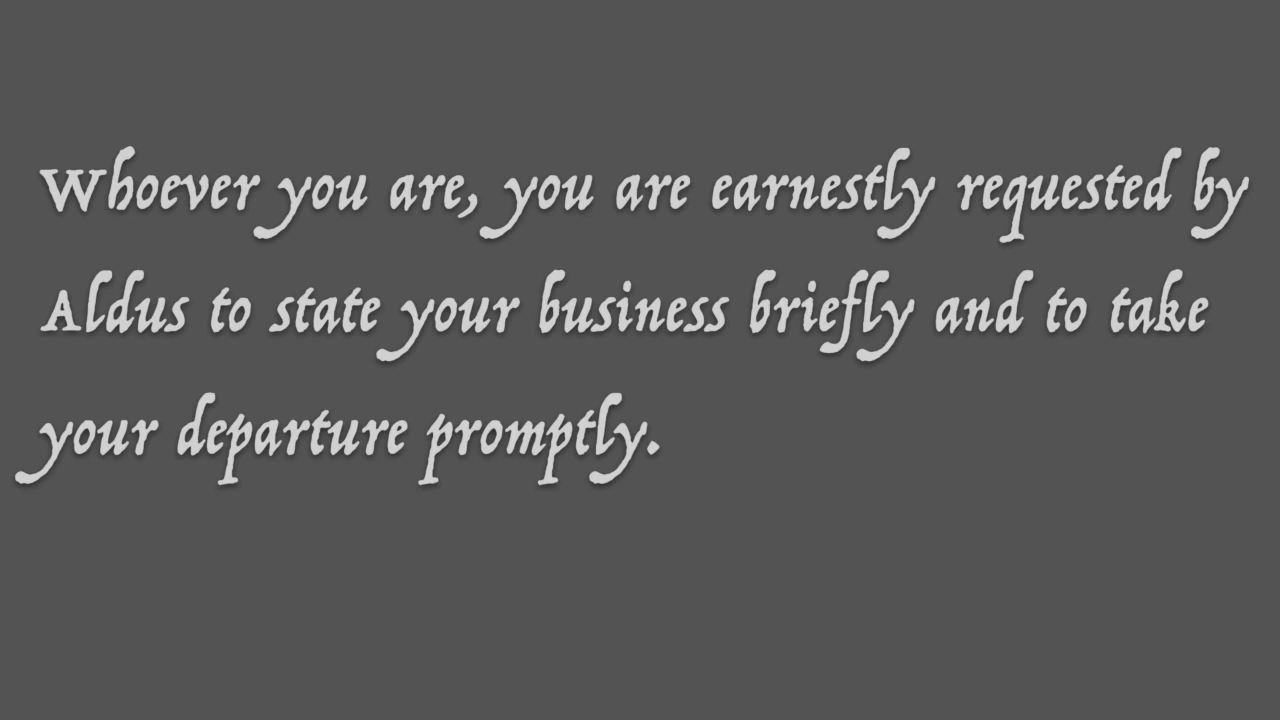 Whoever you are, you are earnestly requested by
Aldus to state your business briefly and to take
your departure promptly.